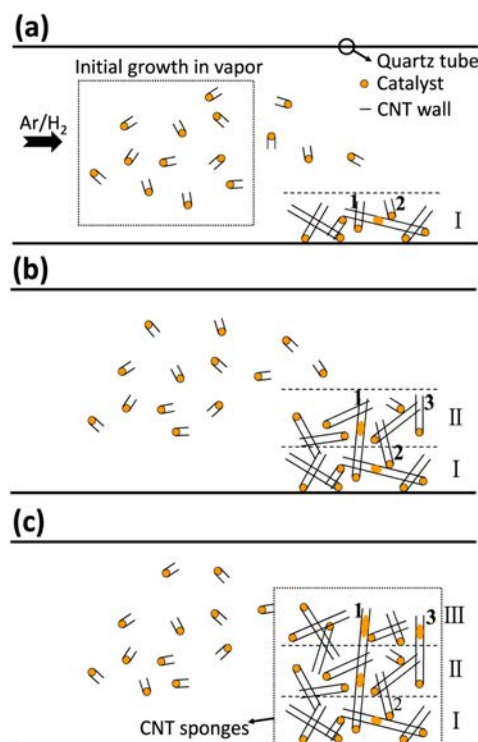 (a)
Quartz tube
Initial growth in vapor
Catalyst
CNT wall
Ar/H₂
1
2
I
(b)
1
3
II
2
I
(c)
1
3
III
II
2
I
CNT sponges